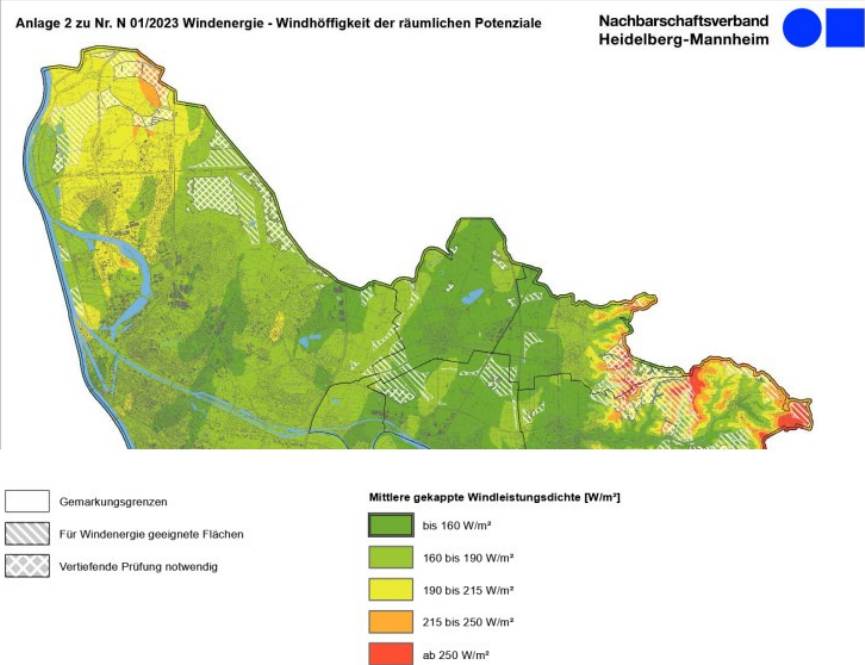 Anlage 2 zu Nr. N 01/2023 Windenergie - Windhöffigkeit der räumlichen Potenziale
Nachbarschaftsverband
Heidelberg-Mannheim
Gemarkungsgrenzen
Für Windenergie geeignete Flächen
Vertiefende Prüfung notwendig
Mittlere gekappte Windleistungsdichte [W/m²]
bis 160 W/m²
160 bis 190 W/m²
190 bis 215 W/m²
215 bis 250 W/m²
ab 250 W/m²